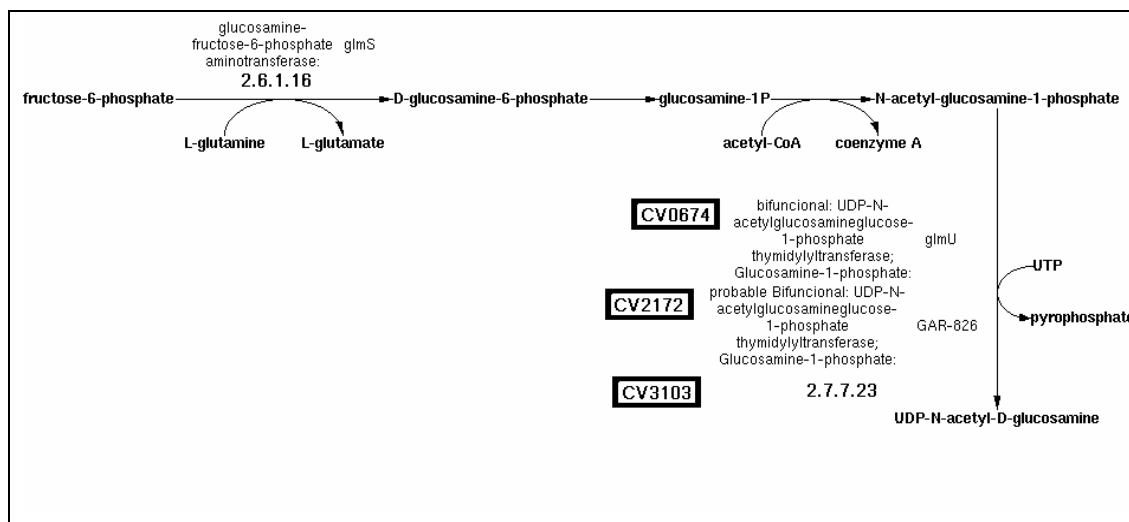 glucosamine-
fructose-6-phosphate glmS
aminotransferase:
2.6.1.16
fructose-6-phosphate D-glucosamine-6-phosphate glucosamine-1P N-acetyl-glucosamine-1-phosphate
L-glutamine L-glutamate acetyl-CoA coenzyme A
CV0674
bifuncional: UDP-N-
acetylglucosamineglucose-
1-phosphate glmU
thymidylyltransferase;
Glucosamine-1-phosphate:
UTP
CV2172
probable Bifuncional: UDP-N-
acetylglucosamineglucose-
1-phosphate GAR-826
thymidylyltransferase;
Glucosamine-1-phosphate:
pyrophosphate
CV3103
2.7.7.23
UDP-N-acetyl-D-glucosamine